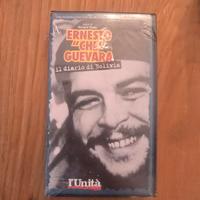 ERNESTO
"CHE"
GUEVARA
il diario di Bolivia
l'Unità